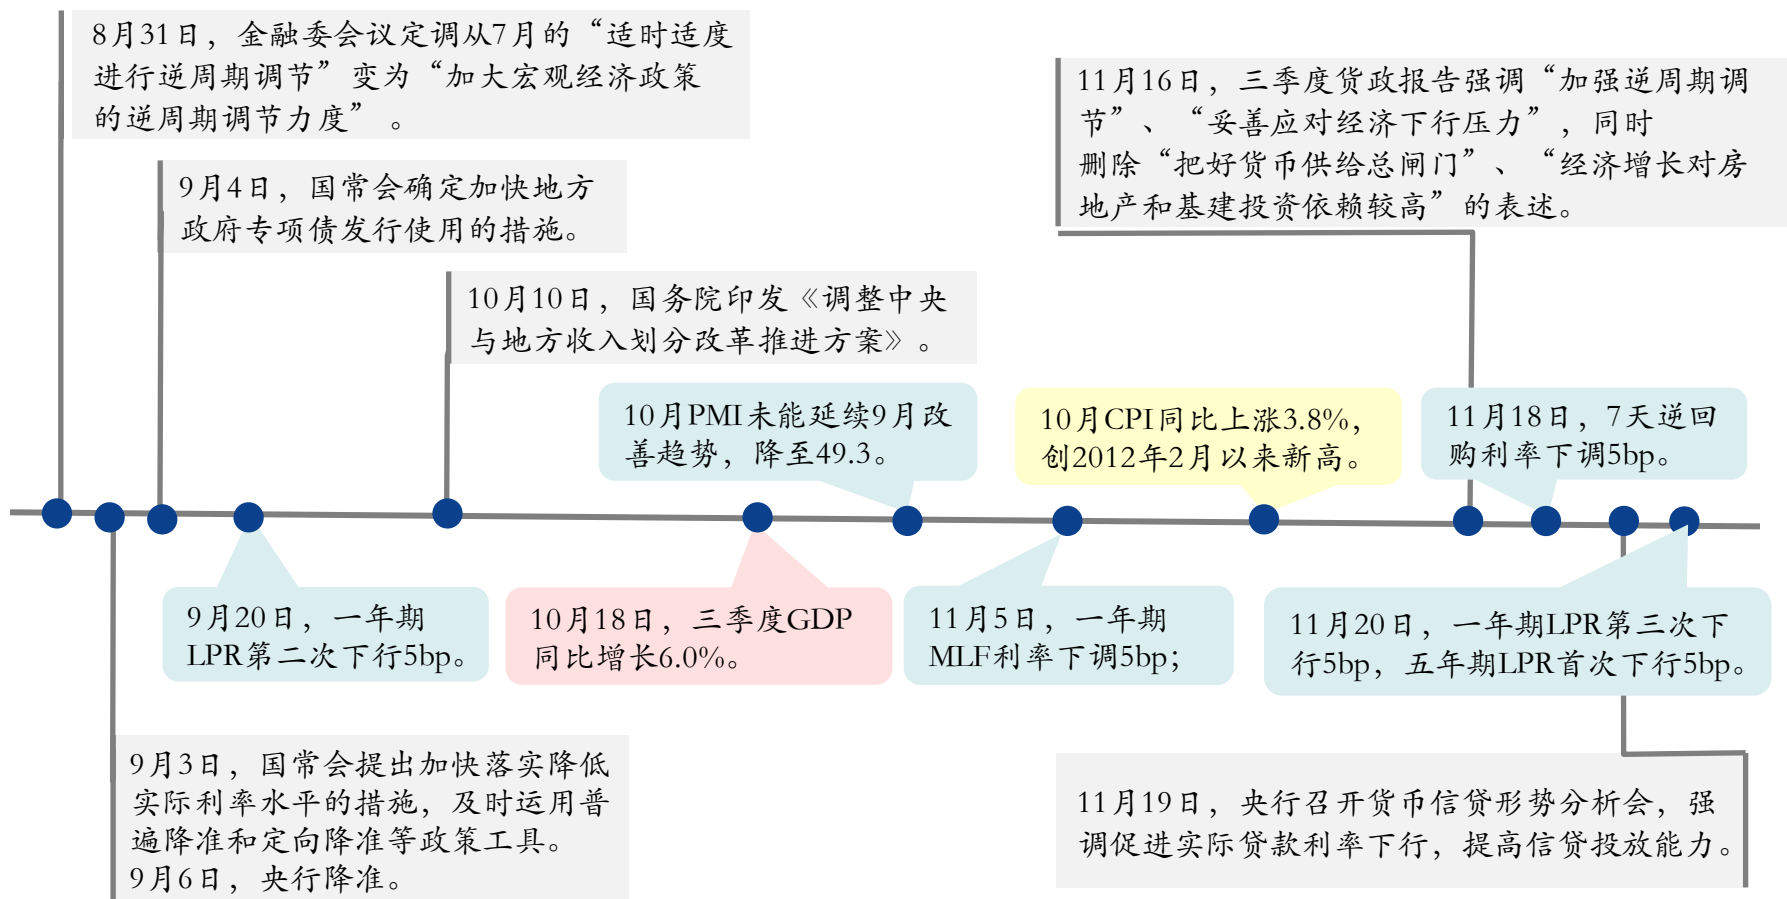 8月31日，金融委会议定调从7月的“适时适度
进行逆周期调节”变为“加大宏观经济政策
的逆周期调节力度”。
11月16日，三季度货政报告强调“加强逆周期调
节”、“妥善应对经济下行压力”，同时
删除“把好货币供给总闸门”、“经济增长对房
地产和基建投资依赖较高”的表述。
9月4日，国常会确定加快地方
政府专项债发行使用的措施。
10月10日，国务院印发《调整中央
与地方收入划分改革推进方案》。
10月PMI未能延续9月改
善趋势，降至49.3。
10月CPI同比上涨3.8%，
创2012年2月以来新高。
11月18日，7天逆回
购利率下调5bp。
9月20日，一年期
LPR第二次下行5bp。
10月18日，三季度GDP
同比增长6.0%。
11月5日，一年期
MLF利率下调5bp；
11月20日，一年期LPR第三次下
行5bp，五年期LPR首次下行5bp。
9月3日，国常会提出加快落实降低
实际利率水平的措施，及时运用普
遍降准和定向降准等政策工具。
9月6日，央行降准。
11月19日，央行召开货币信贷形势分析会，强
调促进实际贷款利率下行，提高信贷投放能力。